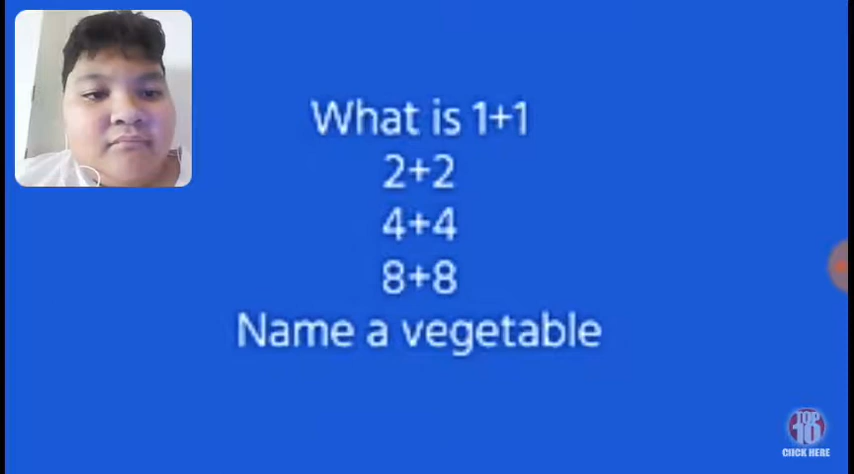 What is 1+1
2+2
4+4
8+8
Name a vegetable
TOP
10
CLICK HERE